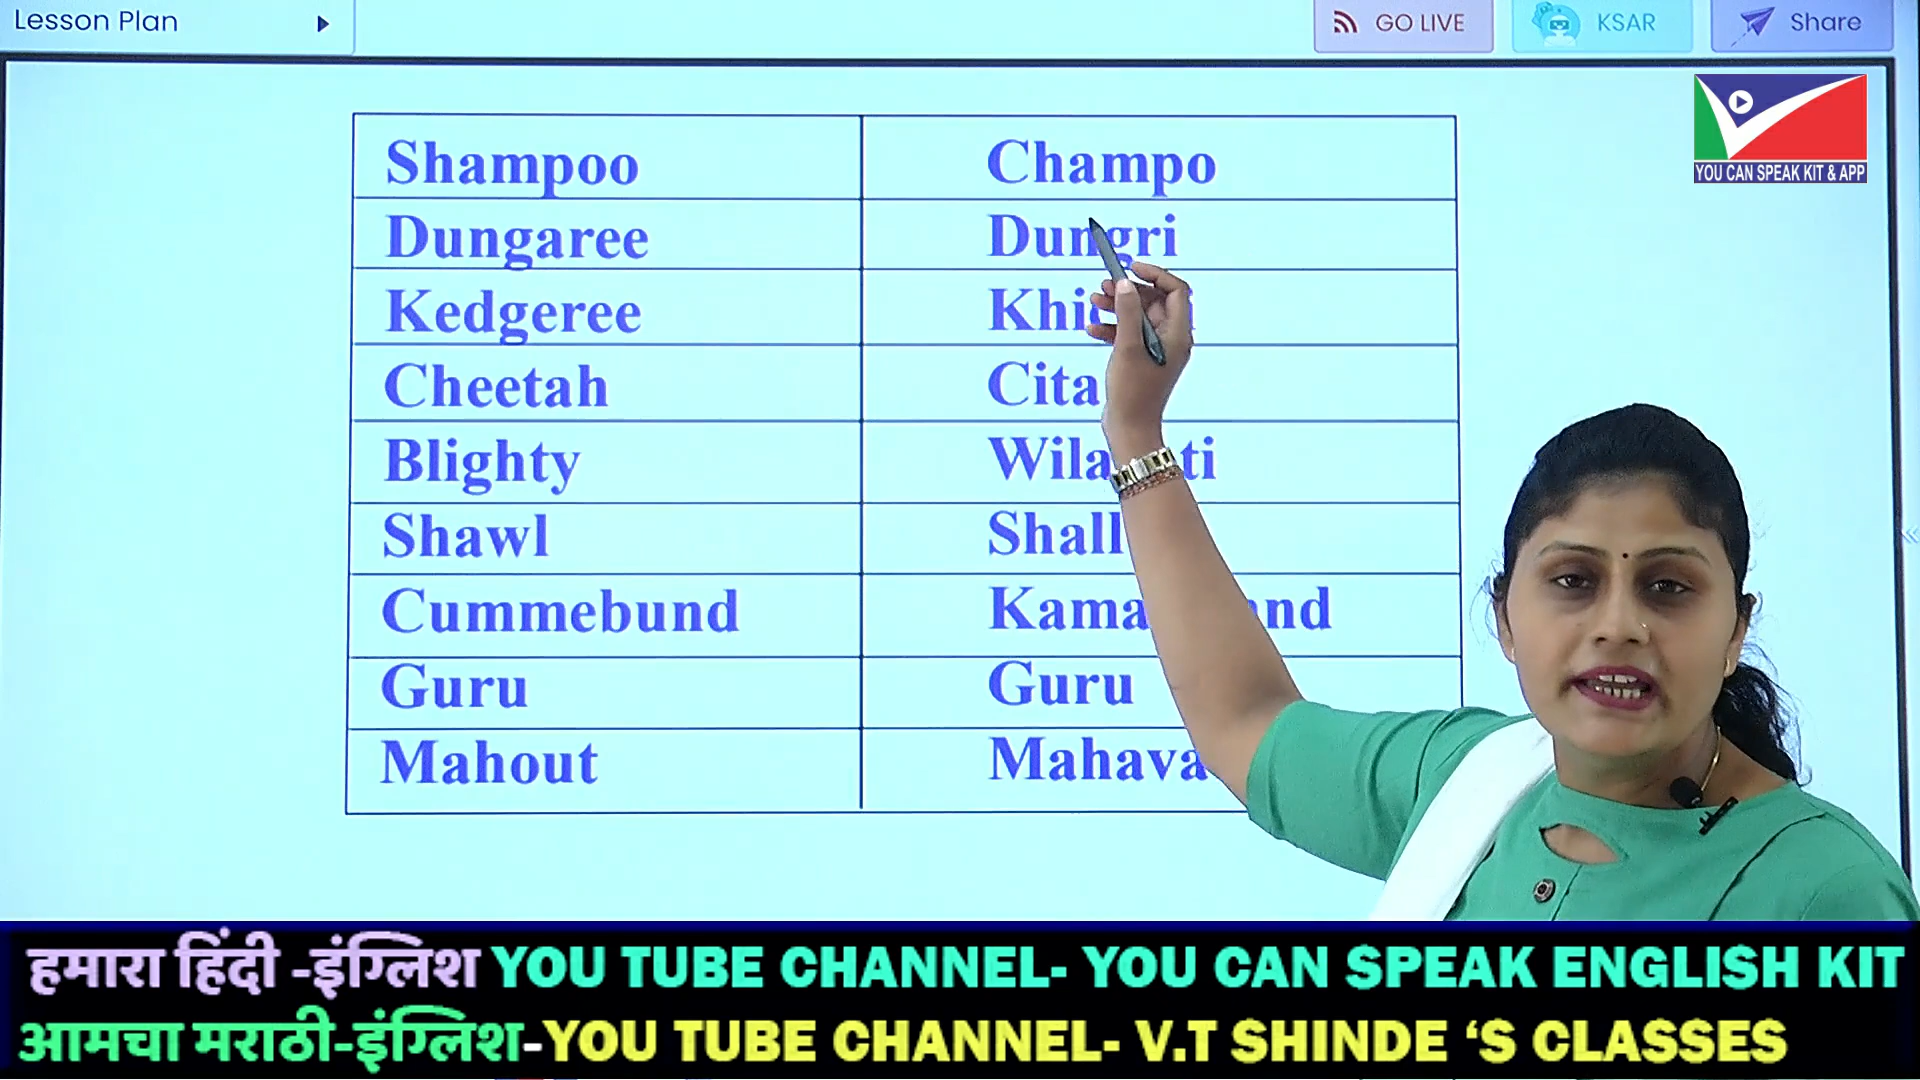 Lesson Plan
GO LIVE
KSAR
Share
YOU CAN SPEAK KIT & APP
Shampoo Champo
Dungaree Dungri
Kedgeree
Cheetah Cita
Blighty
Shawl Shall
Cummebund
Guru Guru
Mahout
हमारा हिंदी -इंग्लिश YOU TUBE CHANNEL- YOU CAN SPEAK ENGLISH KIT
आमचा मराठी-इंग्लिश-YOU TUBE CHANNEL- V.T SHINDE ‘S CLASSES